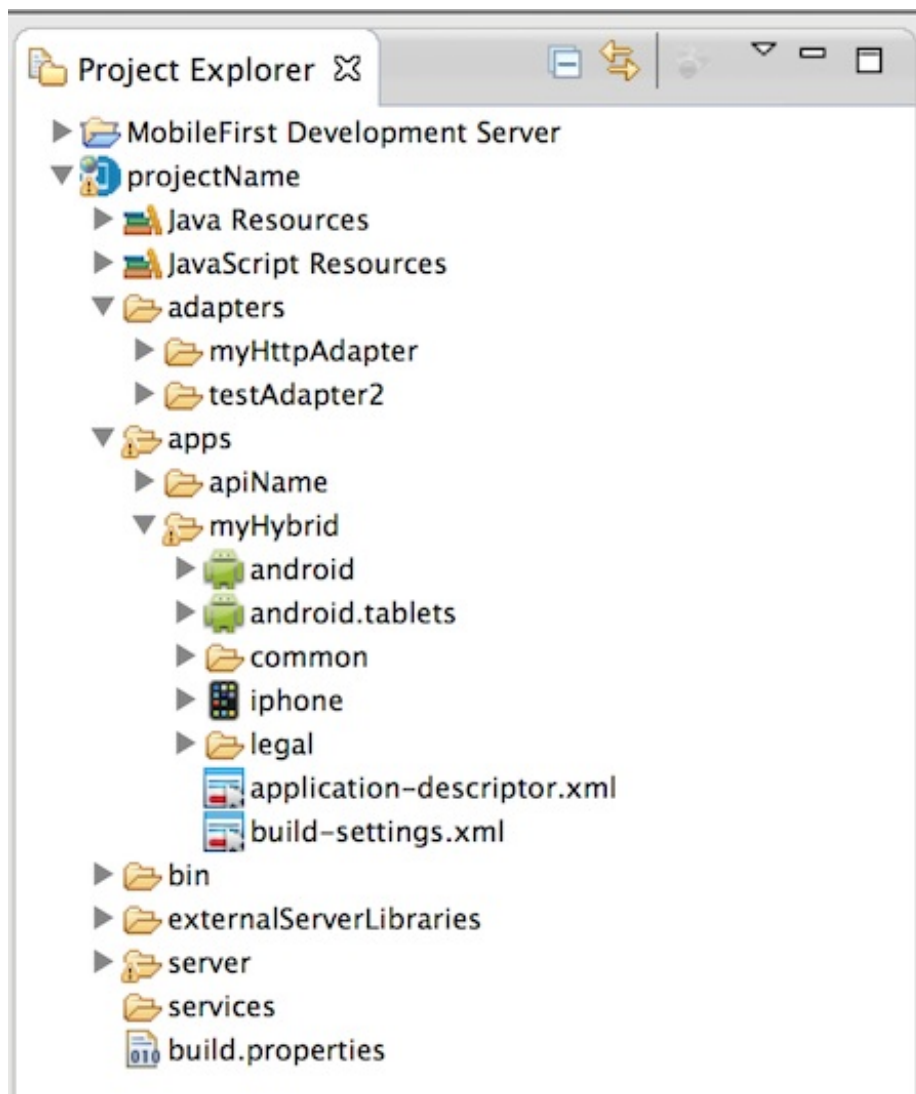 Project Explorer
MobileFirst Development Server
projectName
Java Resources
JavaScript Resources
adapters
myHttpAdapter
testAdapter2
apps
apiName
myHybrid
android
android.tablets
common
iphone
legal
application-descriptor.xml
build-settings.xml
bin
externalServerLibraries
server
services
010 build.properties